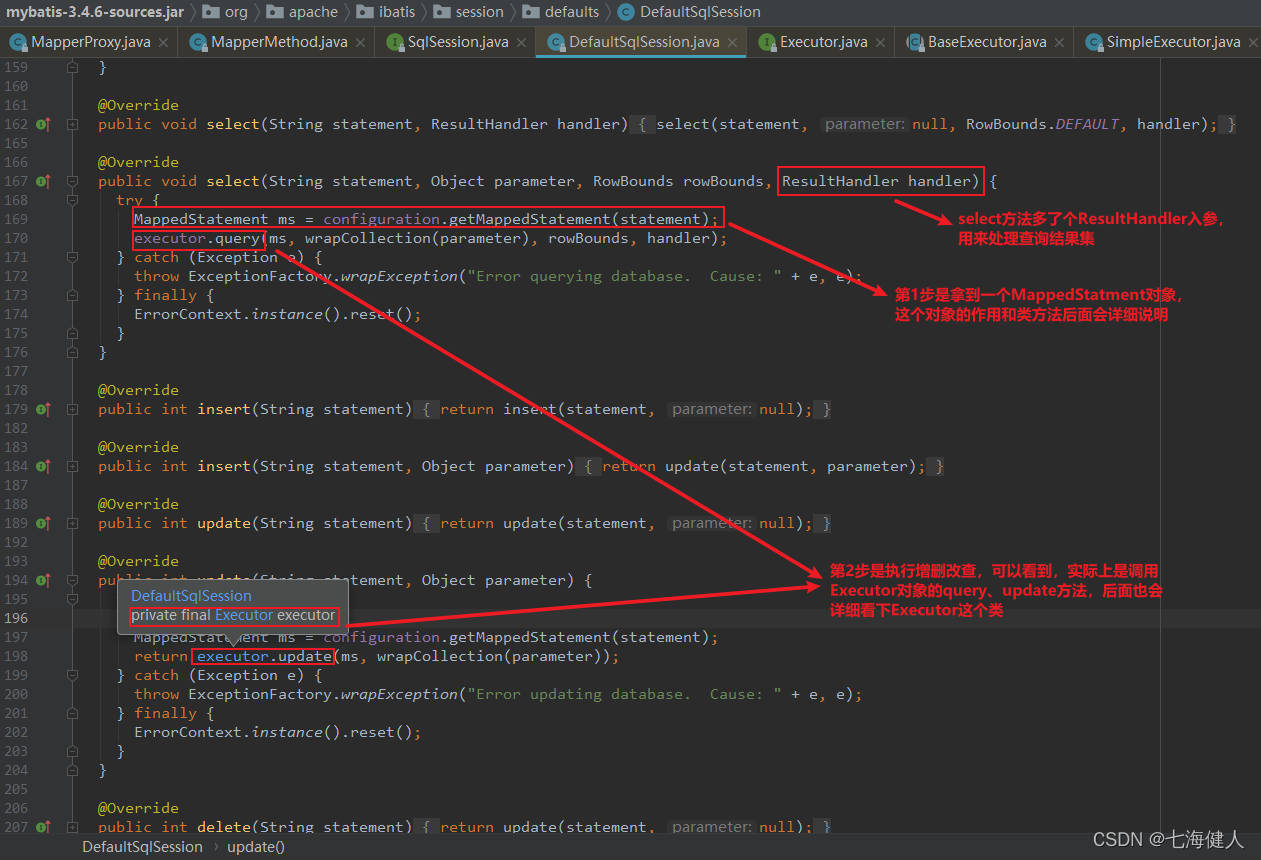 mybatis-3.4.6-sources.jar org apache ibatis session defaults DefaultSqlSession
MapperProxy.java MapperMethod.java SqlSession.java DefaultSqlSession.java Executor.java BaseExecutor.java SimpleExecutor.java
159 }
160
161 @Override
162 public void select(String statement, ResultHandler handler) { select(statement, parameter: null, RowBounds.DEFAULT, handler); }
165
166 @Override
167 public void select(String statement, Object parameter, RowBounds rowBounds, ResultHandler handler) {
168 try {
169 MappedStatement ms = configuration.getMappedStatement(statement);
170 executor.query(ms, wrapCollection(parameter), rowBounds, handler);
171 } catch (Exception e) {
172 throw ExceptionFactory.wrapException("Error querying database.  Cause: " + e, e);
173 } finally {
174 ErrorContext.instance().reset();
175 }
176 }
177
178 @Override
179 public int insert(String statement) { return insert(statement, parameter: null); }
182
183 @Override
184 public int insert(String statement, Object parameter) { return update(statement, parameter); }
187
188 @Override
189 public int update(String statement) { return update(statement, parameter: null); }
192
193 @Override
194 public int update(String statement, Object parameter) {
195
196
197 MappedStatement ms = configuration.getMappedStatement(statement);
198 return executor.update(ms, wrapCollection(parameter));
199 } catch (Exception e) {
200 throw ExceptionFactory.wrapException("Error updating database.  Cause: " + e, e);
201 } finally {
202 ErrorContext.instance().reset();
203 }
204 }
205
206 @Override
207 public int delete(String statement) { return update(statement, parameter: null); }
DefaultSqlSession
private final Executor executor
select方法多了个ResultHandler入参，
用来处理查询结果集
第1步是拿到一个MappedStatment对象，
这个对象的作用和类方法后面会详细说明
第2步是执行增删改查，可以看到，实际上是调用
Executor对象的query、update方法，后面也会
详细看下Executor这个类
DefaultSqlSession › update()
CSDN @七海健人